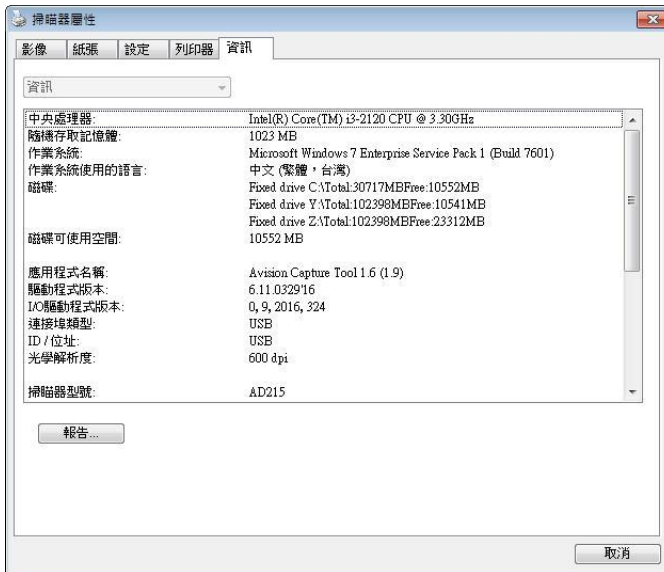 掃瞄器屬性
影像 紙張 設定 列印器 資訊
資訊
中央處理器: Intel(R) Core(TM) i3-2120 CPU @ 3.30GHz
隨機存取記憶體: 1023 MB
作業系統: Microsoft Windows 7 Enterprise Service Pack 1 (Build 7601)
作業系統使用的語言: 中文 (繁體，台灣)
磁碟: Fixed drive C:\Total:30717MBFree:10552MB
Fixed drive Y:\Total:102398MBFree:10541MB
Fixed drive Z:\Total:102398MBFree:23312MB
磁碟可使用空間: 10552 MB
應用程式名稱: Avision Capture Tool 1.6 (1.9)
驅動程式版本: 6.11.0329'16
I/O驅動程式版本: 0, 9, 2016, 324
連接埠類型: USB
ID / 位址: USB
光學解析度: 600 dpi
掃瞄器型號: AD215
報告...
取消